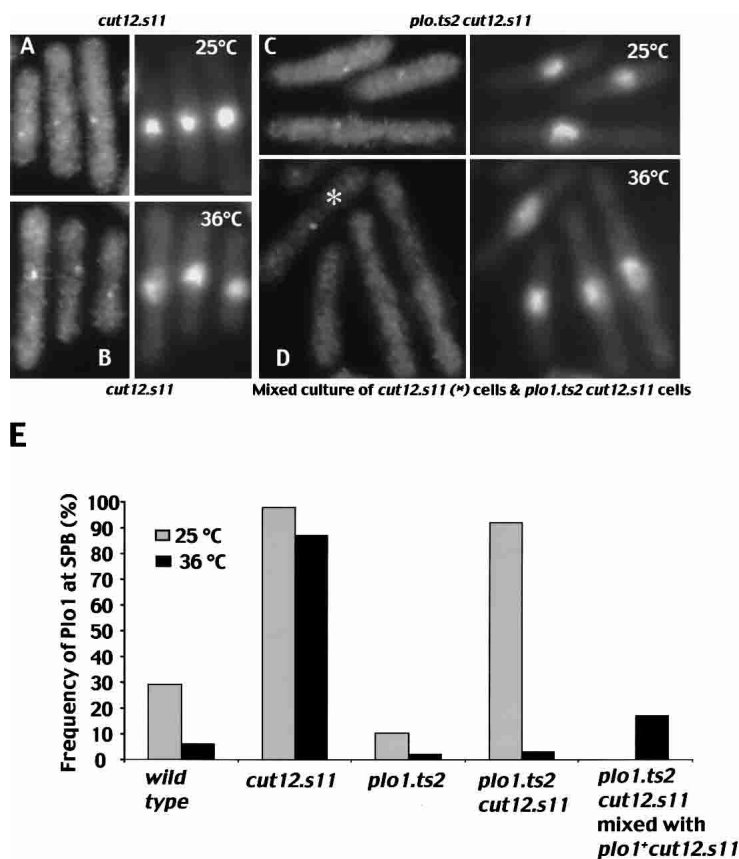 cut12.s11
plo.ts2 cut12.s11
A
25°C
C
25°C
36°C
B
*
D
36°C
cut12.s11
Mixed culture of cut12.s11 (*) cells & plo1.ts2 cut12.s11 cells
E
Frequency of Plo1 at SPB (%)
100
90
80
70
60
50
40
30
20
10
0
25 °C
36 °C
wild
type
cut12.s11
plo1.ts2
plo1.ts2
cut12.s11
plo1.ts2
cut12.s11
mixed with
plo1⁺cut12.s11